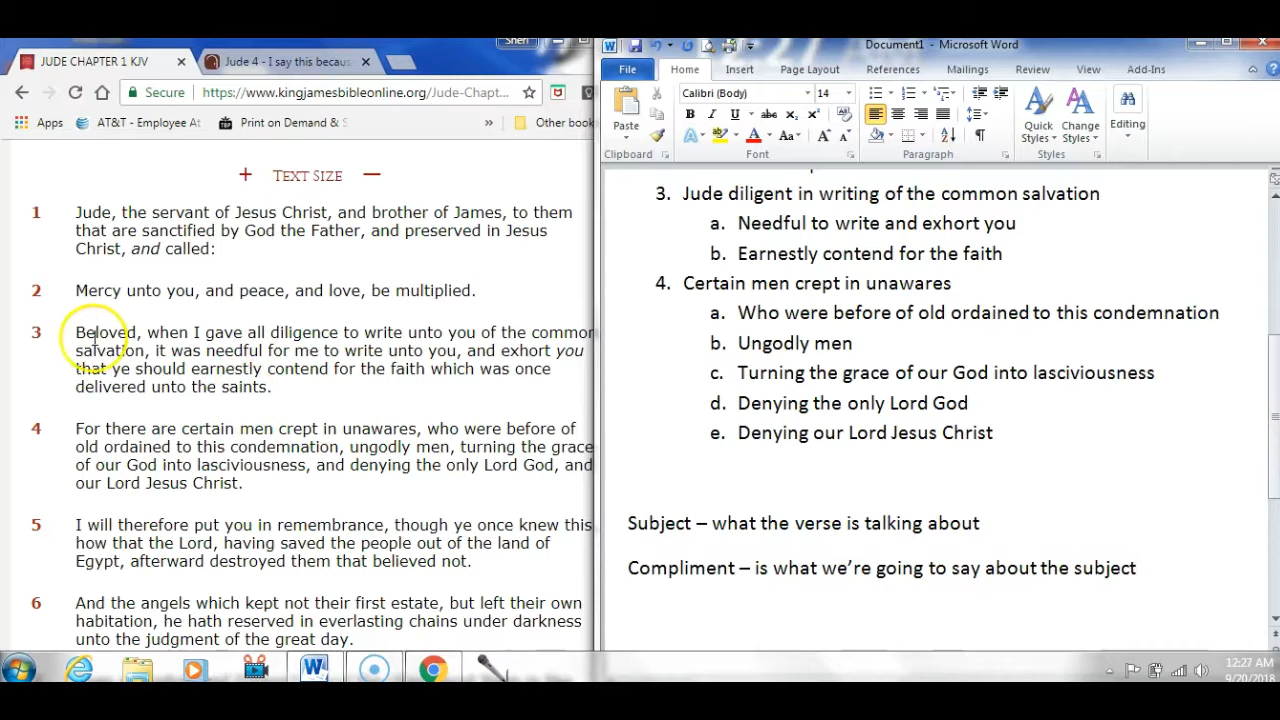 Sheri
Document1 - Microsoft Word
JUDE CHAPTER 1 KJV
Jude 4 - I say this becaus
File
Home
Insert
Page Layout
References
Mailings
Review
View
Add-Ins
Secure
https://www.kingjamesbibleonline.org/Jude-Chapt...
Calibri (Body)
14
Paste
Quick Styles
Change Styles
Editing
Apps
AT&T - Employe At
Print on Demand & S
»
Other book
Clipboard
Font
Paragraph
Styles
+ TEXT SIZE −
1 Jude, the servant of Jesus Christ, and brother of James, to them
that are sanctified by God the Father, and preserved in Jesus
Christ, and called:
2 Mercy unto you, and peace, and love, be multiplied.
3 Beloved, when I gave all diligence to write unto you of the common
salvation, it was needful for me to write unto you, and exhort you
that ye should earnestly contend for the faith which was once
delivered unto the saints.
4 For there are certain men crept in unawares, who were before of
old ordained to this condemnation, ungodly men, turning the grace
of our God into lasciviousness, and denying the only Lord God, and
our Lord Jesus Christ.
5 I will therefore put you in remembrance, though ye once knew this,
how that the Lord, having saved the people out of the land of
Egypt, afterward destroyed them that believed not.
6 And the angels which kept not their first estate, but left their own
habitation, he hath reserved in everlasting chains under darkness
unto the judgment of the great day.
3. Jude diligent in writing of the common salvation
a. Needful to write and exhort you
b. Earnestly contend for the faith
4. Certain men crept in unawares
a. Who were before of old ordained to this condemnation
b. Ungodly men
c. Turning the grace of our God into lasciviousness
d. Denying the only Lord God
e. Denying our Lord Jesus Christ
Subject – what the verse is talking about
Compliment – is what we're going to say about the subject
12:27 AM
9/20/2018